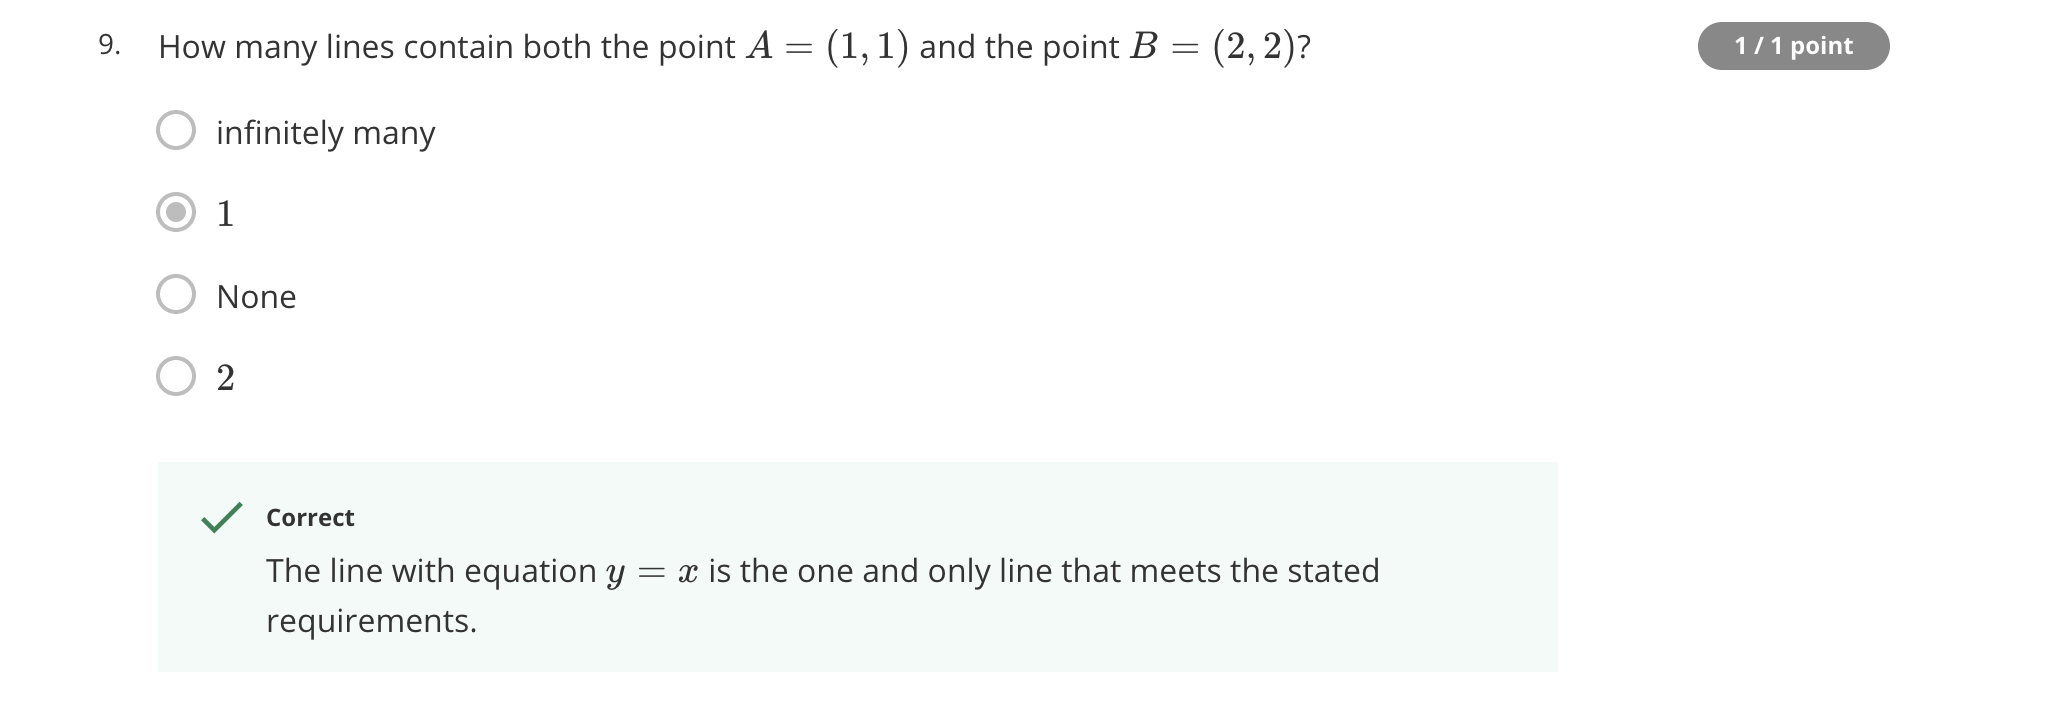 9. How many lines contain both the point A = (1, 1) and the point B = (2, 2)?
1 / 1 point
infinitely many
1
None
2
Correct
The line with equation y = x is the one and only line that meets the stated
requirements.